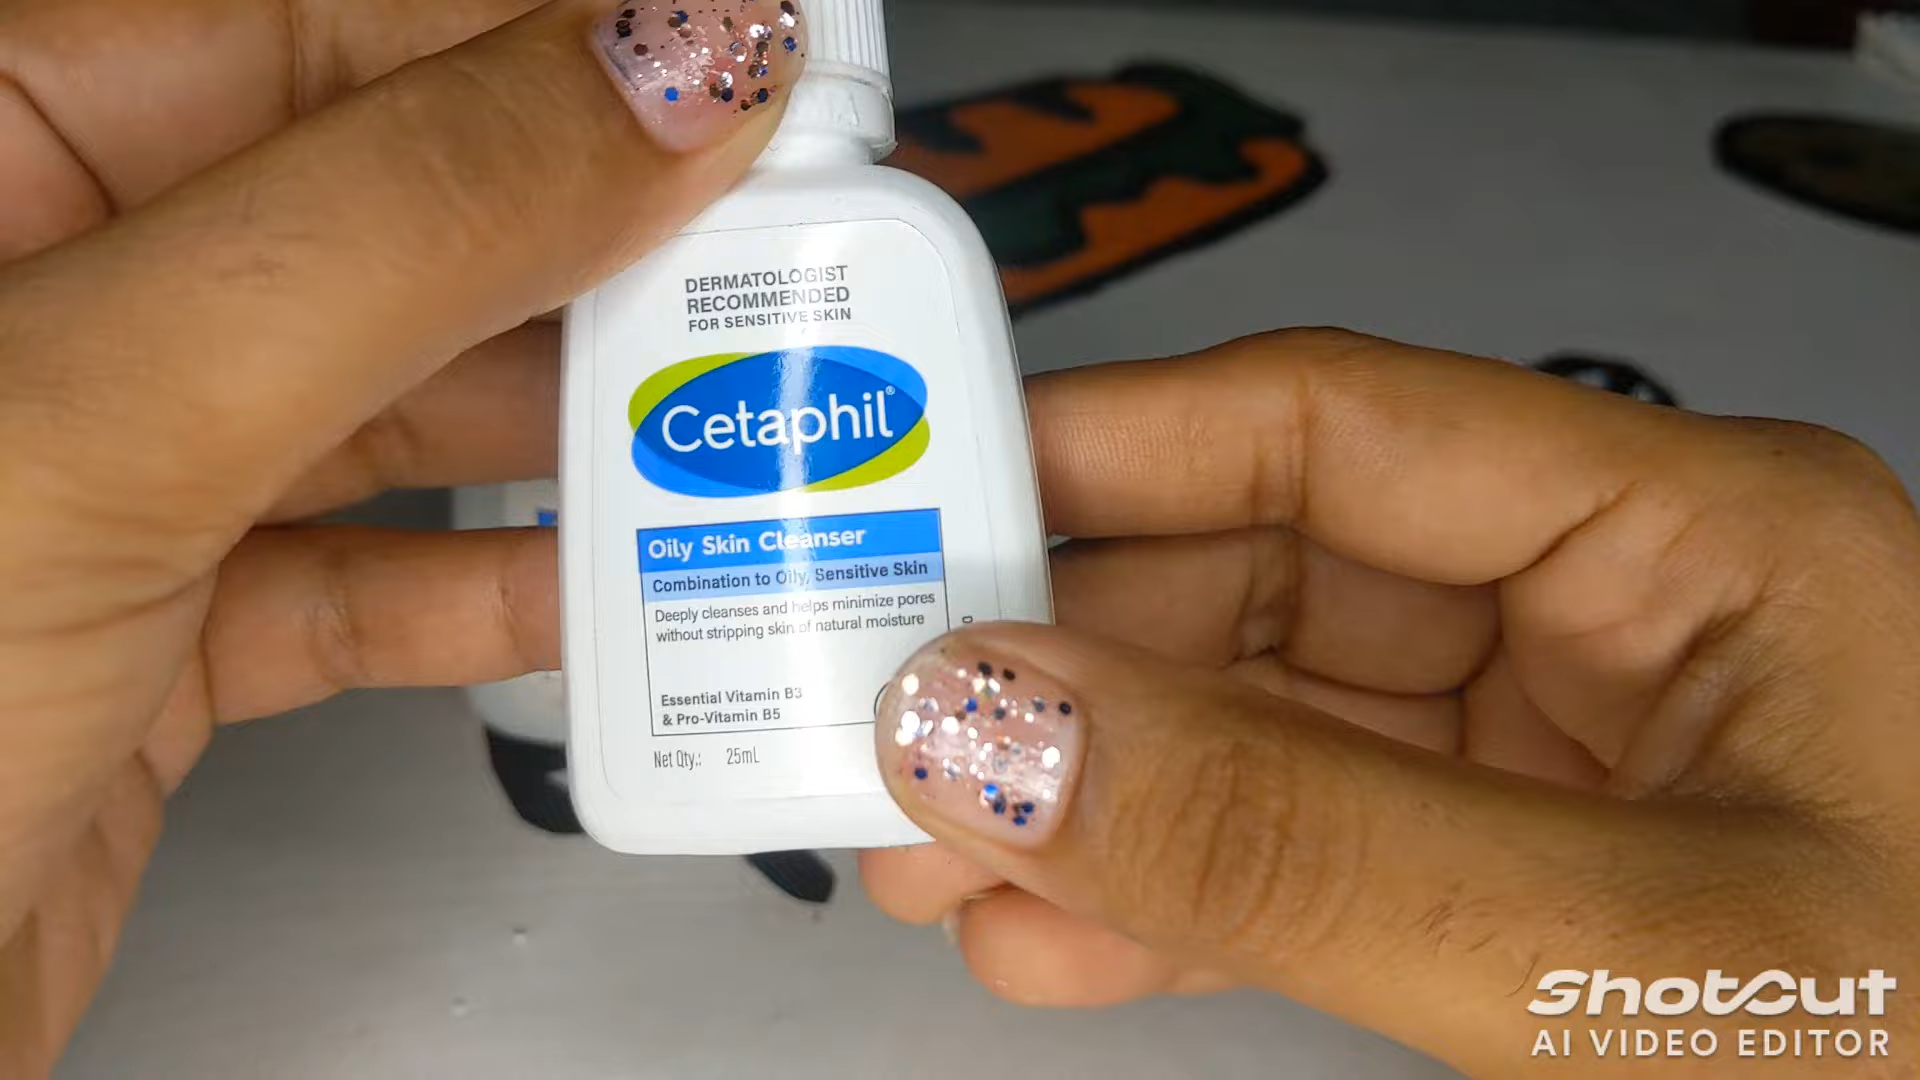 DERMATOLOGIST
RECOMMENDED
FOR SENSITIVE SKIN
Cetaphil®
Oily Skin Cleanser
Combination to Oily, Sensitive Skin
Deeply cleanses and helps minimize pores
without stripping skin of natural moisture
Essential Vitamin B3
& Pro-Vitamin B5
Net Qty.: 25mL
ShotCut
AI VIDEO EDITOR